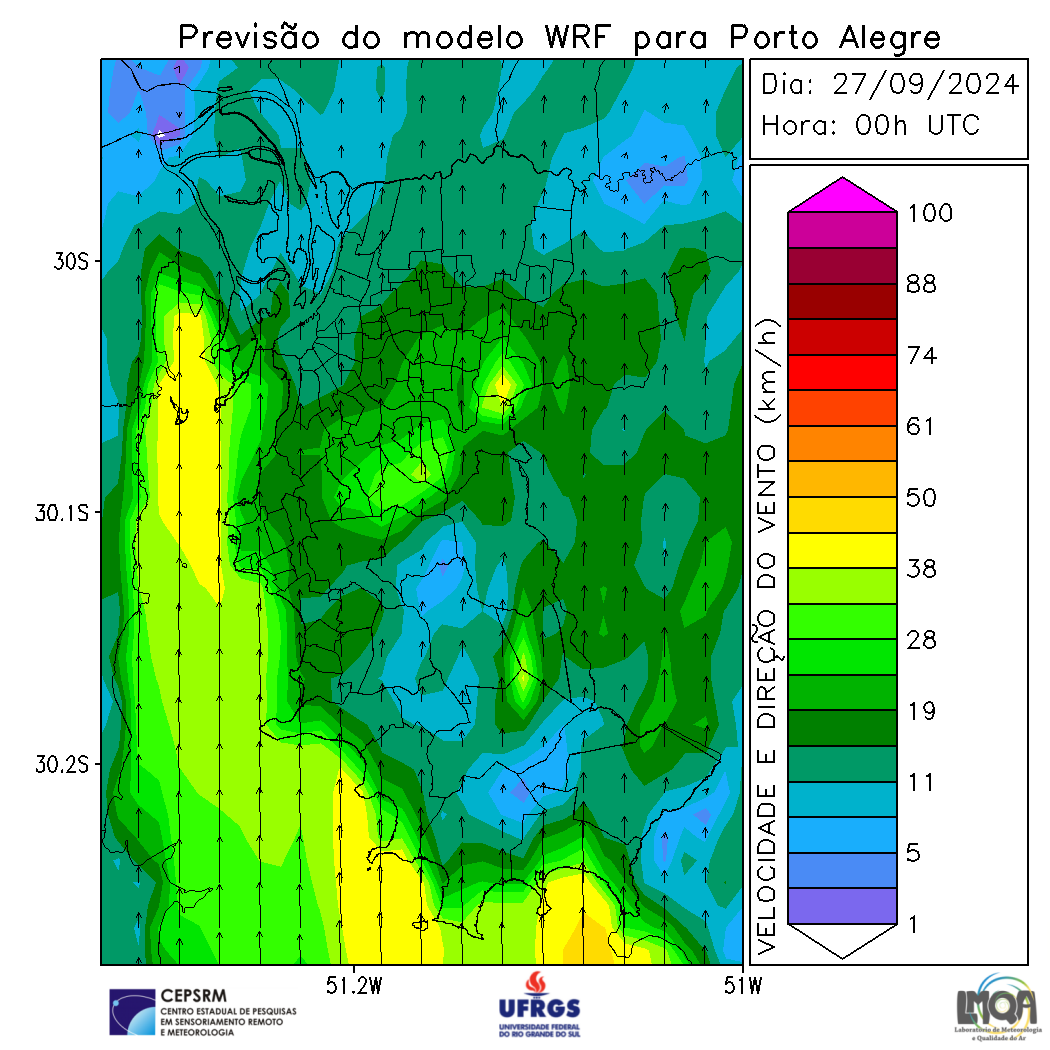 Previsão do modelo WRF para Porto Alegre
Dia: 27/09/2024
Hora: 00h UTC
30S
30.1S
30.2S
51.2W
51W
VELOCIDADE E DIREÇÃO DO VENTO (km/h)
100
88
74
61
50
38
28
19
11
5
1
CEPSRM
CENTRO ESTADUAL DE PESQUISAS
EM SENSORIAMENTO REMOTO
E METEOROLOGIA
UFRGS
UNIVERSIDADE FEDERAL
DO RIO GRANDE DO SUL
LMQA
Laboratório de Meteorologia
e Qualidade do Ar